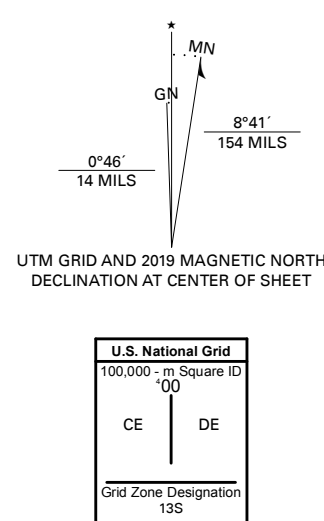 ★
MN
GN
8°41´
154 MILS
0°46´
14 MILS
UTM GRID AND 2019 MAGNETIC NORTH
DECLINATION AT CENTER OF SHEET
U.S. National Grid
100,000 - m Square ID
⁴00
CE DE
Grid Zone Designation
13S